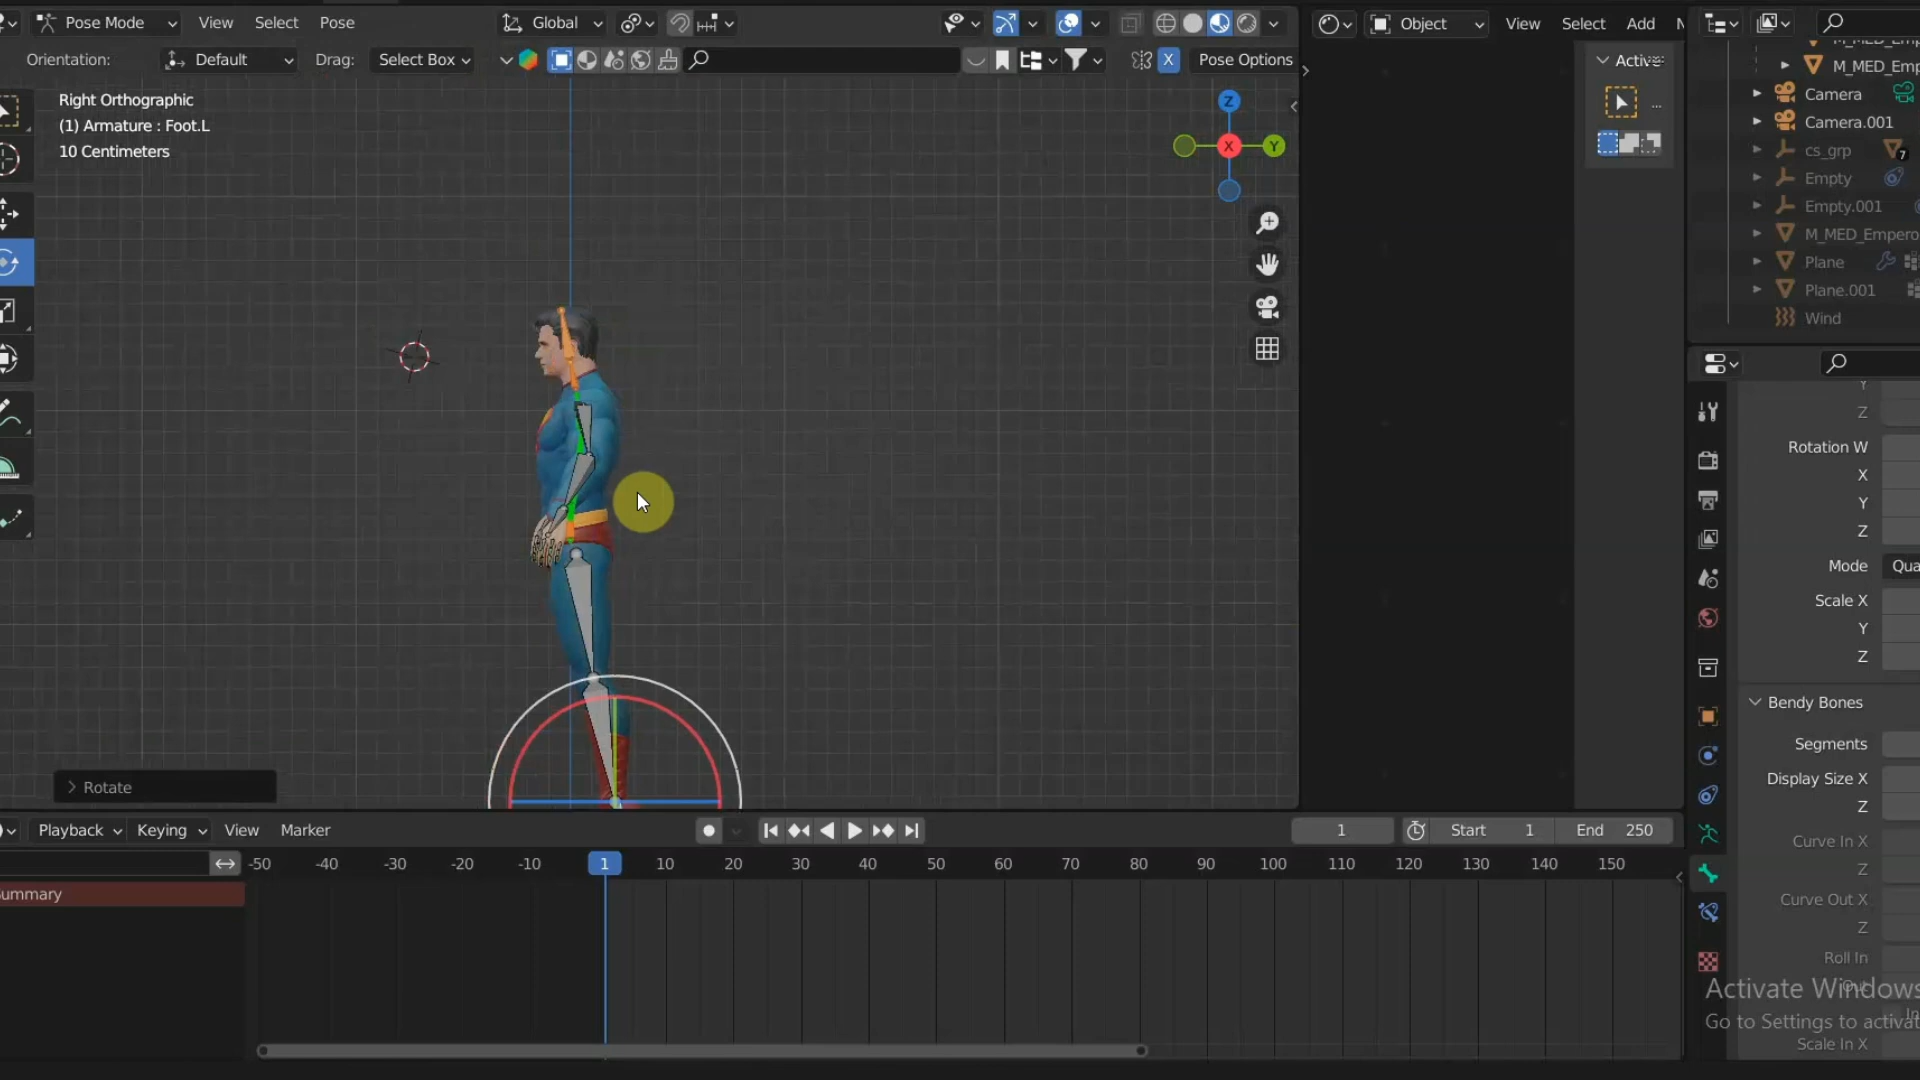 Pose Mode View Select Pose Global Object View Select Add
Orientation: Default Drag: Select Box X Pose Options Active
Right Orthographic
(1) Armature : Foot.L
10 Centimeters
Z
X Y
...
M_MED_Emp
Camera
Camera.001
cs_grp 7
Empty
Empty.001
M_MED_Empero
Plane
Plane.001
Wind
Y
Z
Rotation W
X
Y
Z
Mode Qua
Scale X
Y
Z
Bendy Bones
Segments
Display Size X
Z
Curve In X
Z
Curve Out X
Z
Roll In
Out
Scale In X
Rotate
Playback Keying View Marker 1 Start 1 End 250
-50 -40 -30 -20 -10 1 10 20 30 40 50 60 70 80 90 100 110 120 130 140 150
Summary
Activate Windows
Go to Settings to activat